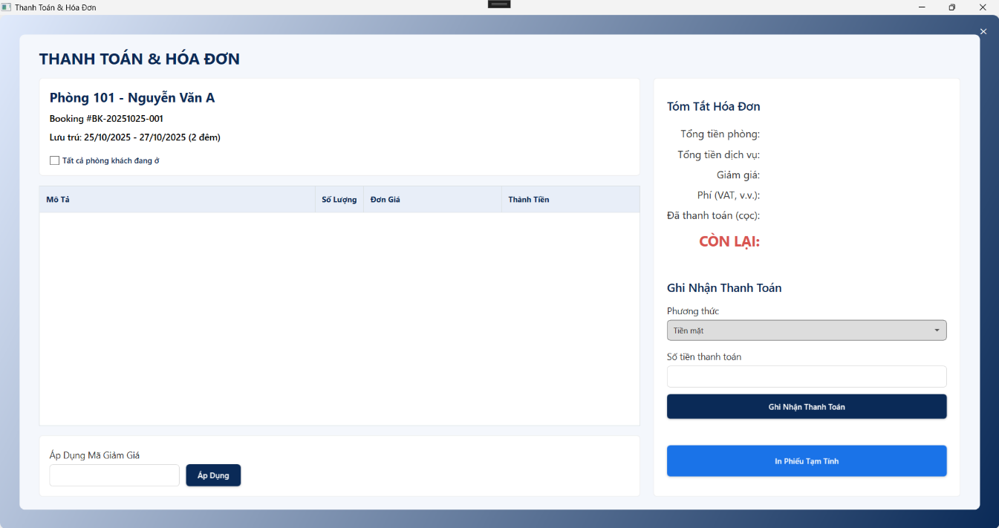 Thanh Toán & Hóa Đơn
THANH TOÁN & HÓA ĐƠN
Phòng 101 - Nguyễn Văn A
Booking #BK-20251025-001
Lưu trú: 25/10/2025 - 27/10/2025 (2 đêm)
Tất cả phòng khách đang ở
Mô Tả
Số Lượng
Đơn Giá
Thành Tiền
Áp Dụng Mã Giảm Giá
Áp Dụng
Tóm Tắt Hóa Đơn
Tổng tiền phòng:
Tổng tiền dịch vụ:
Giảm giá:
Phí (VAT, v.v.):
Đã thanh toán (cọc):
CÒN LẠI:
Ghi Nhận Thanh Toán
Phương thức
Tiền mặt
Số tiền thanh toán
Ghi Nhận Thanh Toán
In Phiếu Tạm Tính